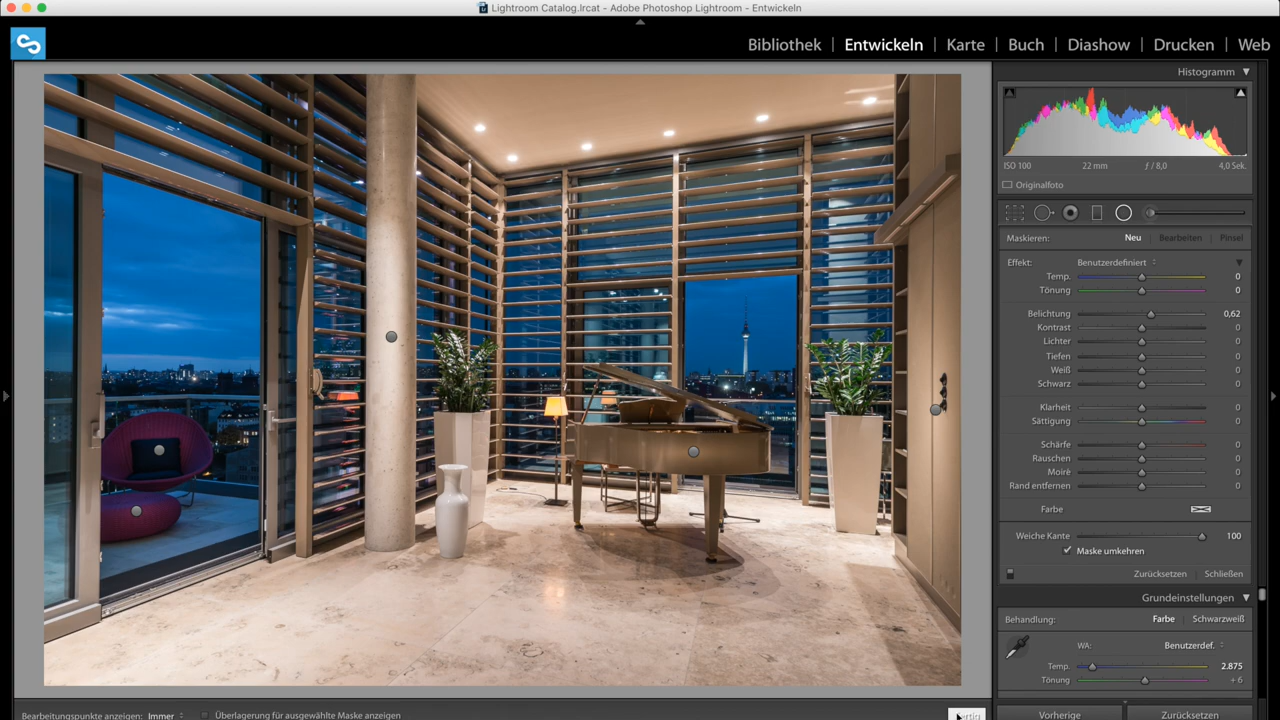 Lightroom Catalog.lrcat - Adobe Photoshop Lightroom - Entwickeln
Bibliothek | Entwickeln | Karte | Buch | Diashow | Drucken | Web
Histogramm
ISO 100 22 mm ƒ / 8,0 4,0 Sek.
Originalfoto
Maskieren: Neu Bearbeiten Pinsel
Effekt: Benutzerdefiniert
Temp. 0
Tönung 0
Belichtung 0,62
Kontrast 0
Lichter 0
Tiefen 0
Weiß 0
Schwarz 0
Klarheit 0
Sättigung 0
Schärfe 0
Rauschen 0
Moiré 0
Rand entfernen 0
Farbe
Weiche Kante 100
Maske umkehren
Zurücksetzen Schließen
Grundeinstellungen
Behandlung: Farbe Schwarzweiß
WA: Benutzerdef.
Temp. 2.875
Tönung + 6
Bearbeitungspunkte anzeigen: Immer Überlagerung für ausgewählte Maske anzeigen
Vorherige Zurücksetzen